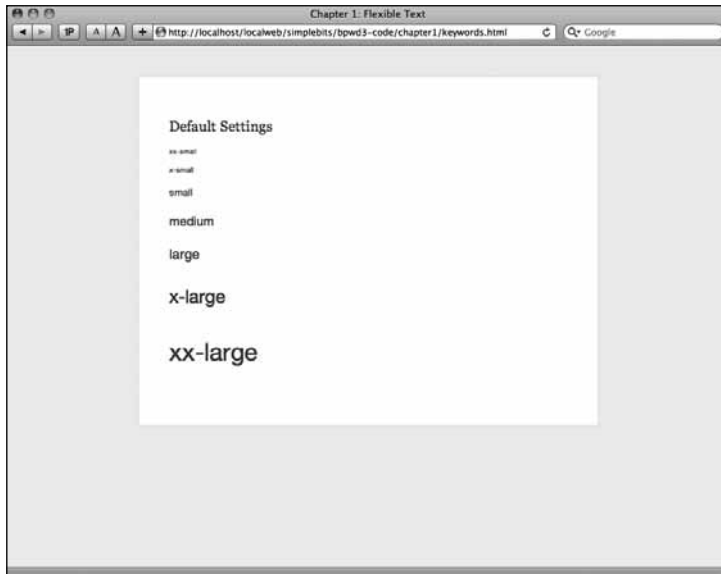 Chapter 1: Flexible Text
1P A A + http://localhost/localweb/simplebits/bpwd3-code/chapter1/keywords.html Google
Default Settings
xx-small
x-small
small
medium
large
x-large
xx-large